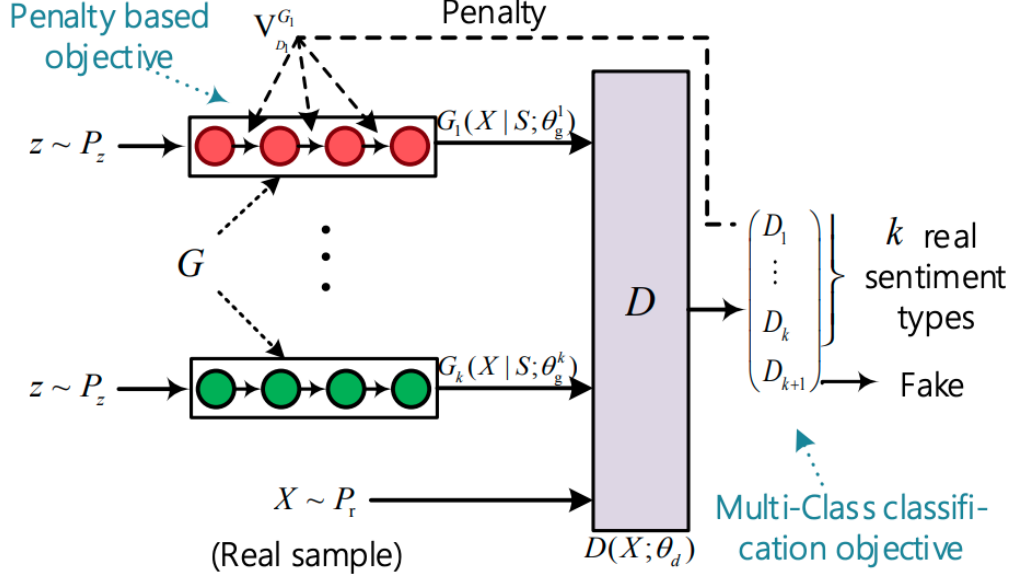 Penalty based
objective
V_{D_1}^{G_1}
Penalty
z ~ P_z
G_1(X | S; θ_g^1)
G
⋮
D
D_1
⋮
D_k
D_{k+1}
k real
sentiment
types
Fake
z ~ P_z
G_k(X | S; θ_g^k)
X ~ P_r
(Real sample)
D(X; θ_d)
Multi-Class classifi-
cation objective